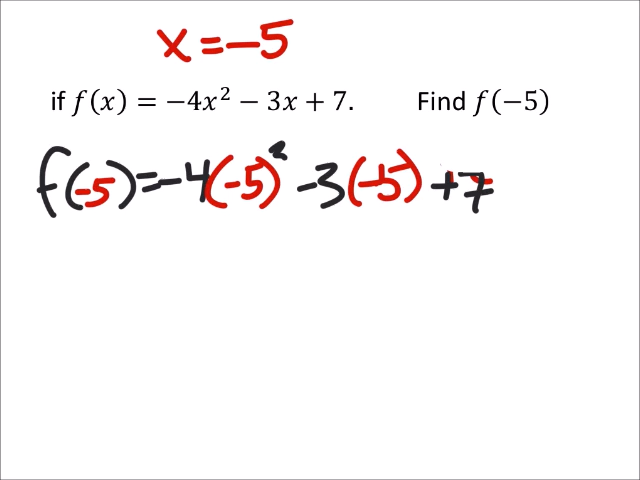 x = -5
if f(x) = −4x² − 3x + 7. Find f(−5)
f(-5) = -4(-5)² -3(-5) +7